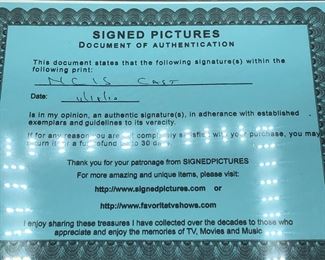 SIGNED PICTURES
DOCUMENT OF AUTHENTICATION
This document states that the following signature(s) within the
following print:
NCIS CAST
Date:
Is in my opinion, an authentic signature(s), in adherance with established
exemplars and guidelines to its veracity.
If for any reason you are not completely satisfied with your purchase, you may
return it for a full refund up to 30 days.
Thank you for your patronage from SIGNEDPICTURES
For more amazing and unique items, please visit:
http://www.signedpictures.com or
http://www.favoritetvshows.com
I enjoy sharing these treasures I have collected over the decades to those who
appreciate and enjoy the memories of TV, Movies and Music